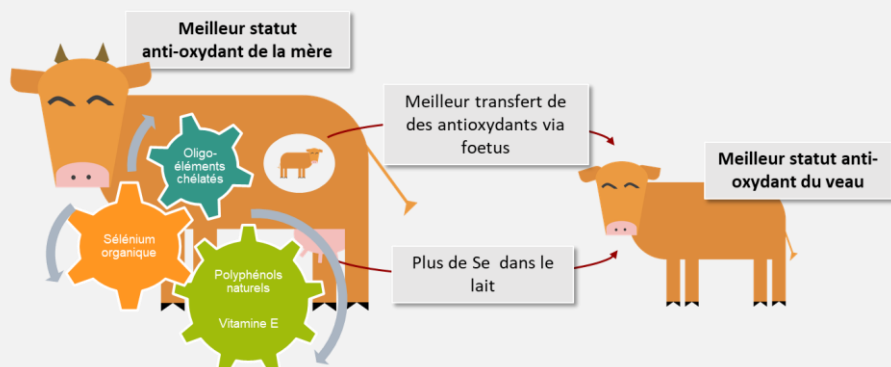 Meilleur statut
anti-oxydant de la mère
Meilleur transfert de
des antioxydants via
foetus
Meilleur statut anti-
oxydant du veau
Oligo-
éléments
chélatés
Sélénium
organique
Polyphénols
naturels
Vitamine E
Plus de Se dans le
lait